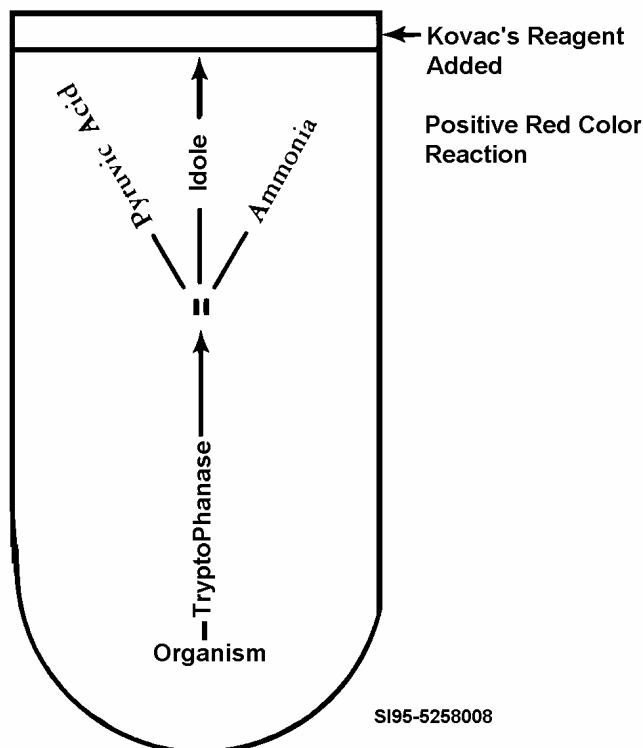 Kovac's Reagent
Added
Positive Red Color
Reaction
Pyruvic Acid
Idole
Ammonia
=
TryptoPhanase
Organism
SI95-5258008